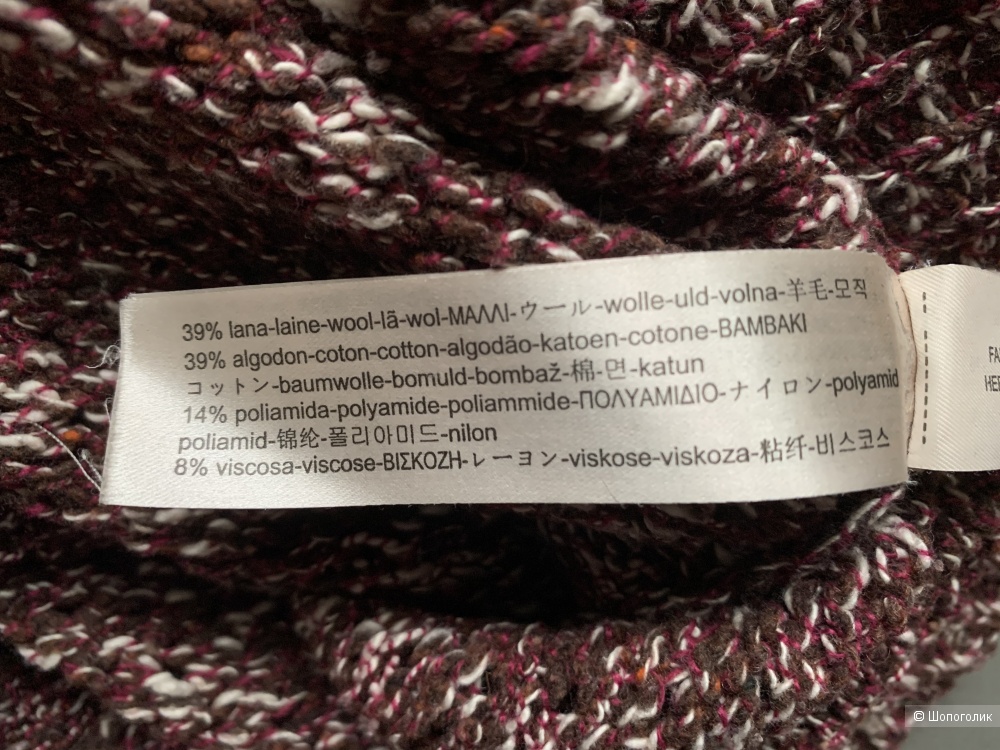 39% lana-laine-wool-lã-wol-ΜΑΛΛΙ-ウール-wolle-uld-volna-羊毛-모직
39% algodon-coton-cotton-algodão-katoen-cotone-BAMBAKI
コットン-baumwolle-bomuld-bombaž-棉-면-katun
14% poliamida-polyamide-poliammide-ΠΟΛΥΑΜΙΔΙΟ-ナイロン-polyamid
poliamid-锦纶-폴리아미드-nilon
8% viscosa-viscose-ΒΙΣΚΟΖΗ-レーヨン-viskose-viskoza-粘纤-비스코스
© Шопоголик